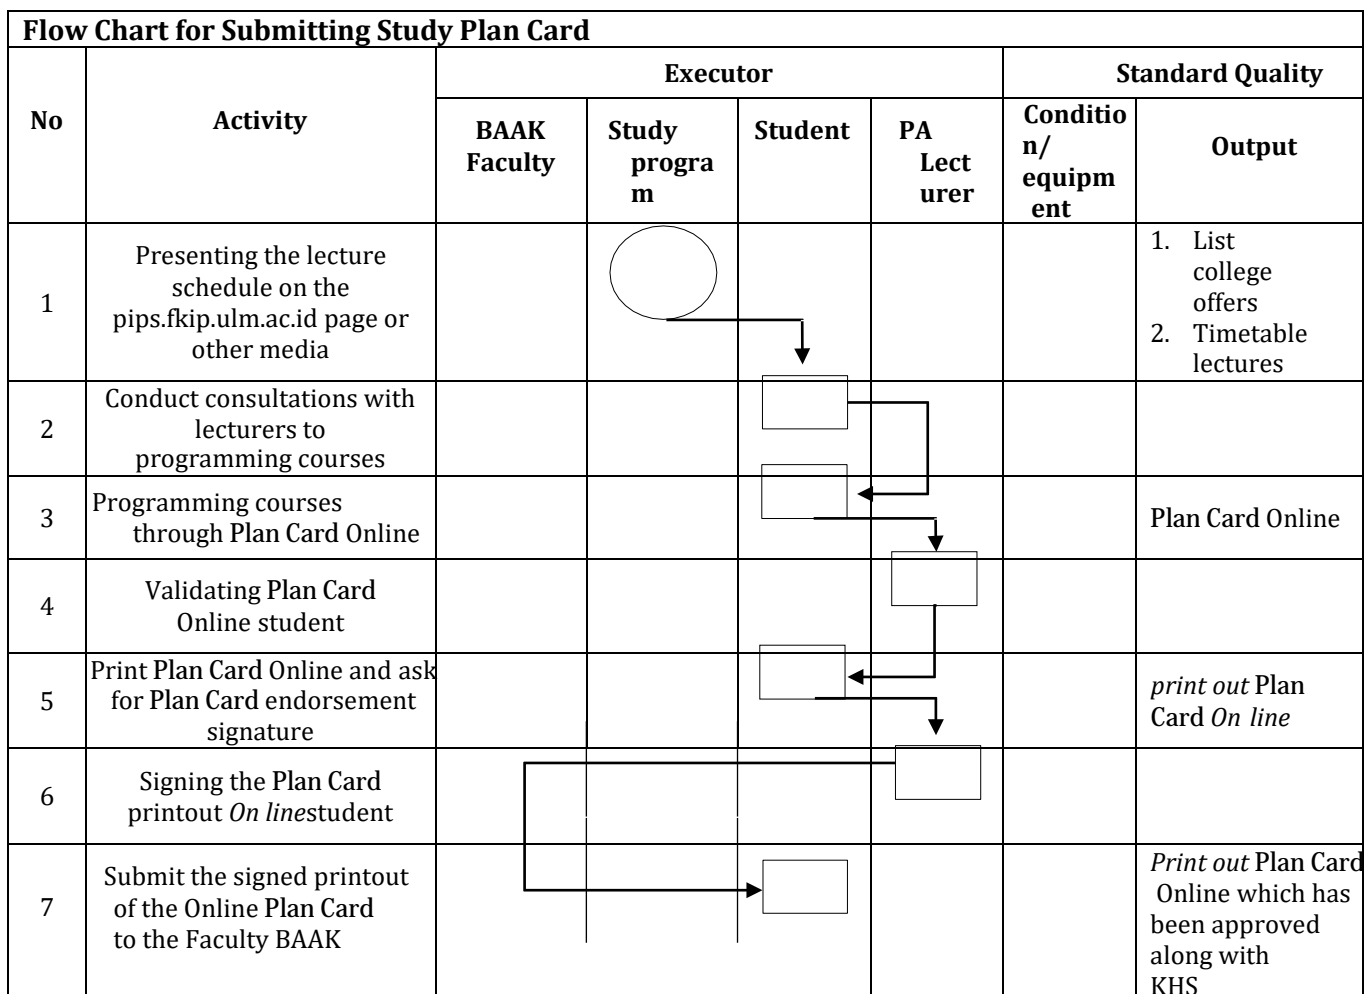 Flow Chart for Submitting Study Plan Card
No
Activity
Executor
Standard Quality
BAAK
Faculty
Study
progra
m
Student
PA
Lect
urer
Conditio
n/
equipm
ent
Output
1
Presenting the lecture
schedule on the
pips.fkip.ulm.ac.id page or
other media
1. List
college
offers
2. Timetable
lectures
2
Conduct consultations with
lecturers to
programming courses
3
Programming courses
through Plan Card Online
Plan Card Online
4
Validating Plan Card
Online student
5
Print Plan Card Online and ask
for Plan Card endorsement
signature
print out Plan
Card On line
6
Signing the Plan Card
printout On linestudent
7
Submit the signed printout
of the Online Plan Card
to the Faculty BAAK
Print out Plan Card
Online which has
been approved
along with
KHS